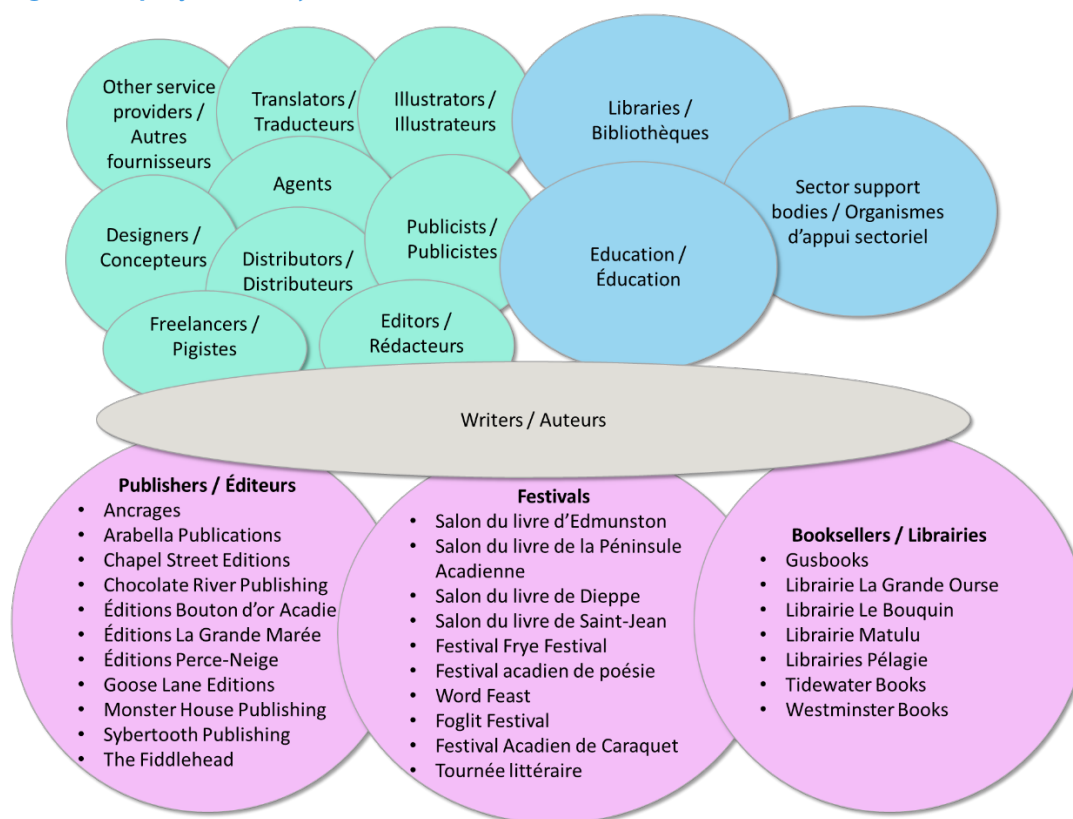 Other service
providers /
Autres
fournisseurs
Translators /
Traducteurs
Illustrators /
Illustrateurs
Libraries /
Bibliothèques
Sector support
bodies / Organismes
d’appui sectoriel
Agents
Designers /
Concepteurs
Distributors /
Distributeurs
Publicists /
Publicistes
Education /
Éducation
Freelancers /
Pigistes
Editors /
Rédacteurs
Writers / Auteurs
Publishers / Éditeurs
• Ancrages
• Arabella Publications
• Chapel Street Editions
• Chocolate River Publishing
• Éditions Bouton d’or Acadie
• Éditions La Grande Marée
• Éditions Perce-Neige
• Goose Lane Editions
• Monster House Publishing
• Sybertooth Publishing
• The Fiddlehead
Festivals
• Salon du livre d’Edmunston
• Salon du livre de la Péninsule
Acadienne
• Salon du livre de Dieppe
• Salon du livre de Saint-Jean
• Festival Frye Festival
• Festival acadien de poésie
• Word Feast
• Foglit Festival
• Festival Acadien de Caraquet
• Tournée littéraire
Booksellers / Librairies
• Gusbooks
• Librairie La Grande Ourse
• Librairie Le Bouquin
• Librairie Matulu
• Librairies Pélagie
• Tidewater Books
• Westminster Books